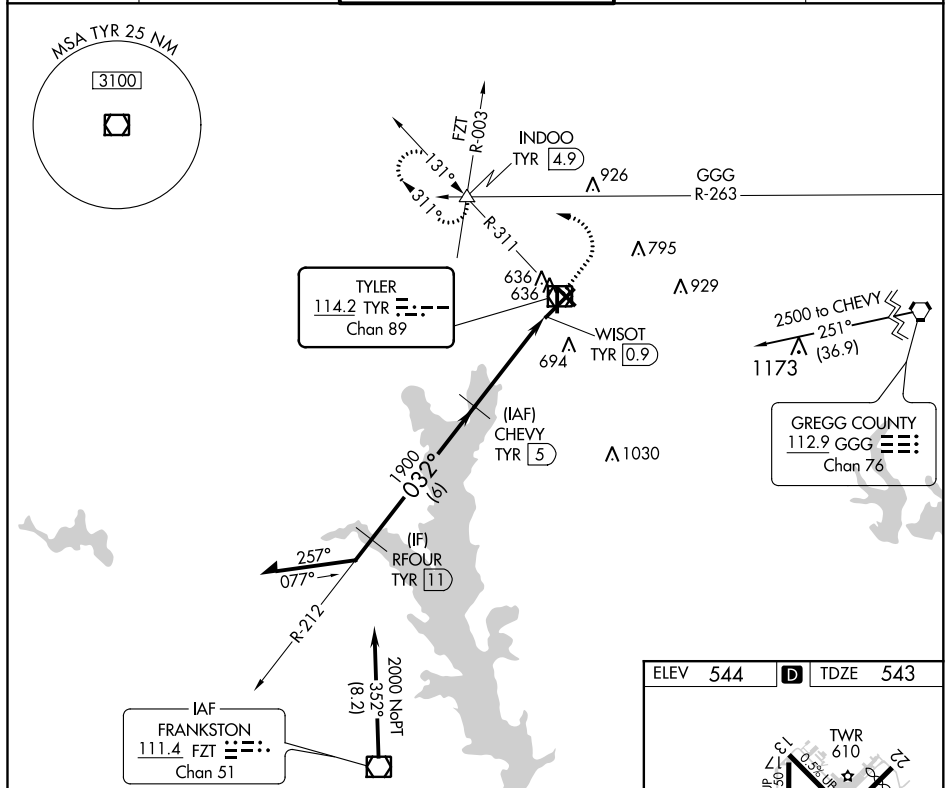 MSA TYR 25 NM
3100
FZT
R-003
INDOO
TYR 4.9
926
GGG
R-263
131°
311°
R-311
795
TYLER
114.2 TYR
Chan 89
636
636
929
WISOT
TYR 0.9
694
2500 to CHEVY
251°
(36.9)
1173
GREGG COUNTY
112.9 GGG
Chan 76
(IAF)
CHEVY
TYR 5
1030
1900
032°
(6)
(IF)
RFOUR
TYR 11
257°
077°
R-212
2000 NoPT
352°
(8.2)
IAF
FRANKSTON
111.4 FZT
Chan 51
ELEV 544 D TDZE 543
TWR
610
13
17
22
0.5% UP
UP